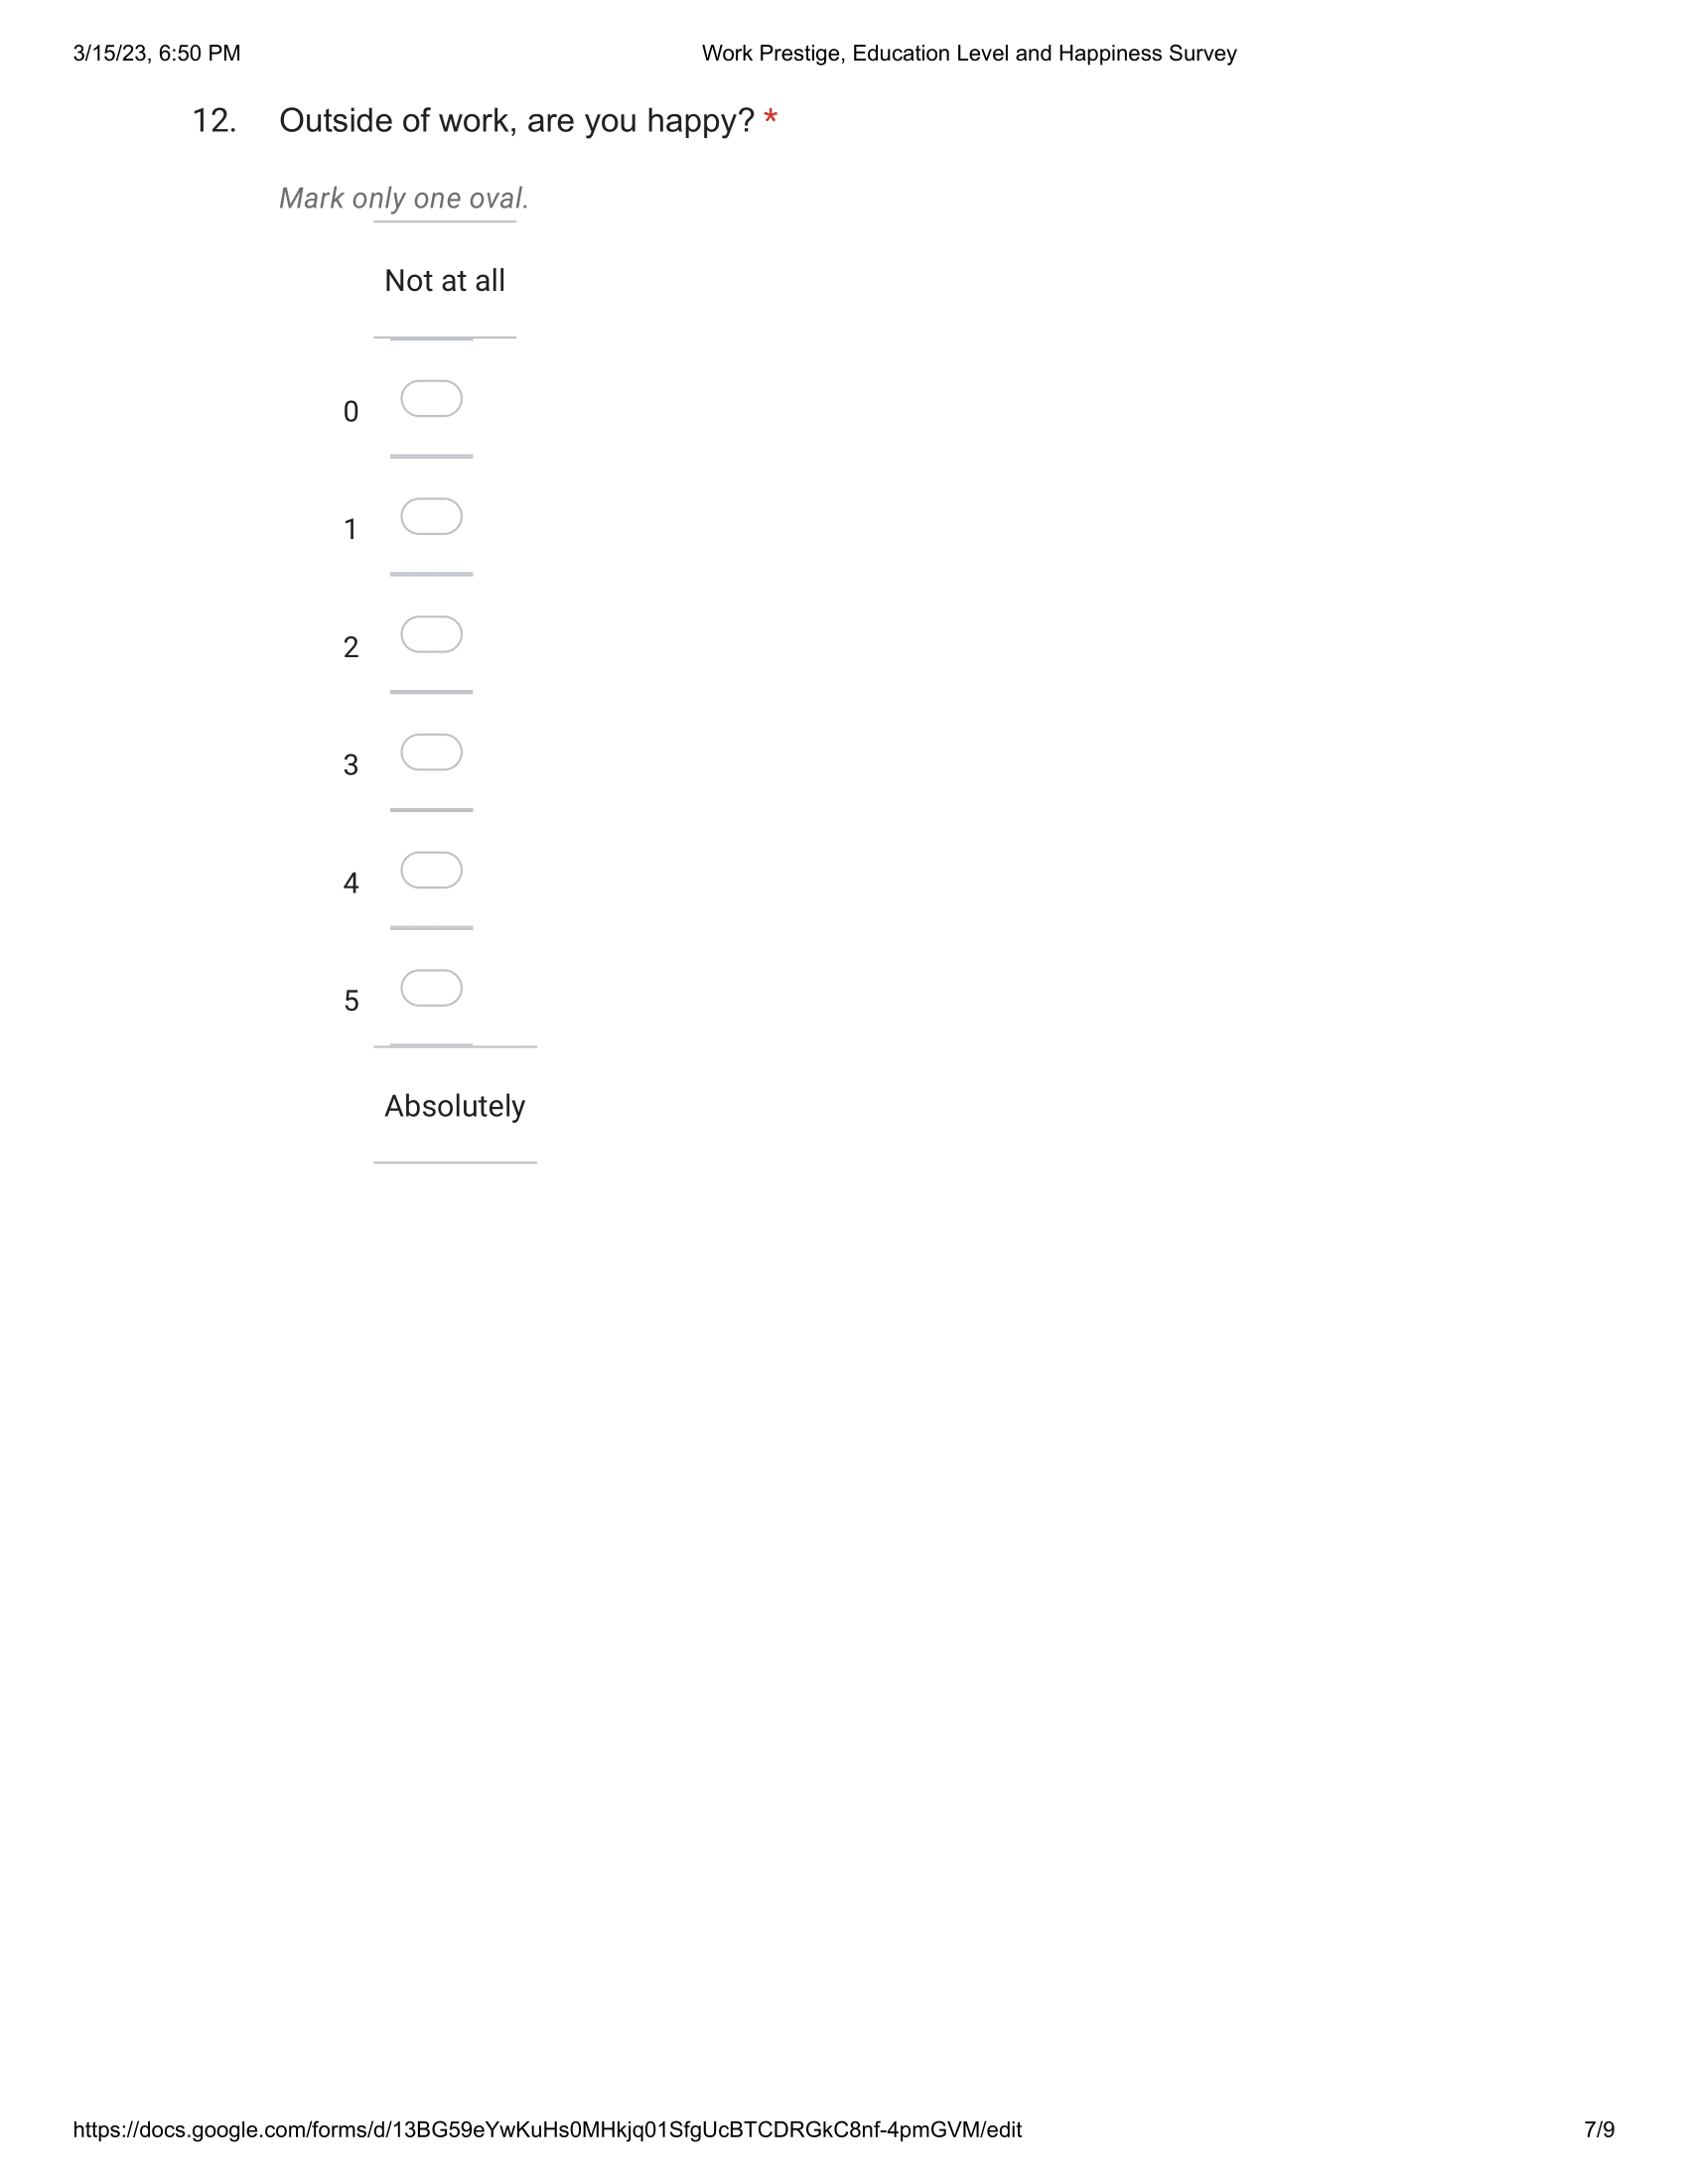 3/15/23, 6:50 PM Work Prestige, Education Level and Happiness Survey
12. Outside of work, are you happy? *
Mark only one oval.
Not at all
0
1
2
3
4
5
Absolutely
https://docs.google.com/forms/d/13BG59eYwKuHs0MHkjq01SfgUcBTCDRGkC8nf-4pmGVM/edit 7/9